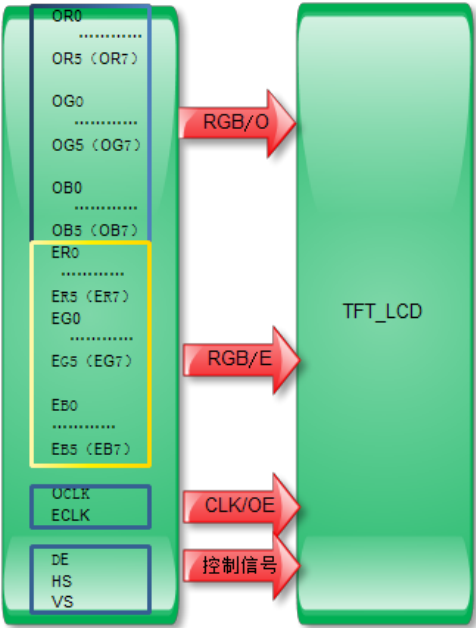 OR0
............
OR5（OR7）
OG0
............
OG5（OG7）
OB0
............
OB5（OB7）
ER0
............
ER5（ER7）
EG0
............
EG5（EG7）
EB0
............
EB5（EB7）
OCLK
ECLK
DE
HS
VS
RGB/O
RGB/E
CLK/OE
控制信号
TFT_LCD